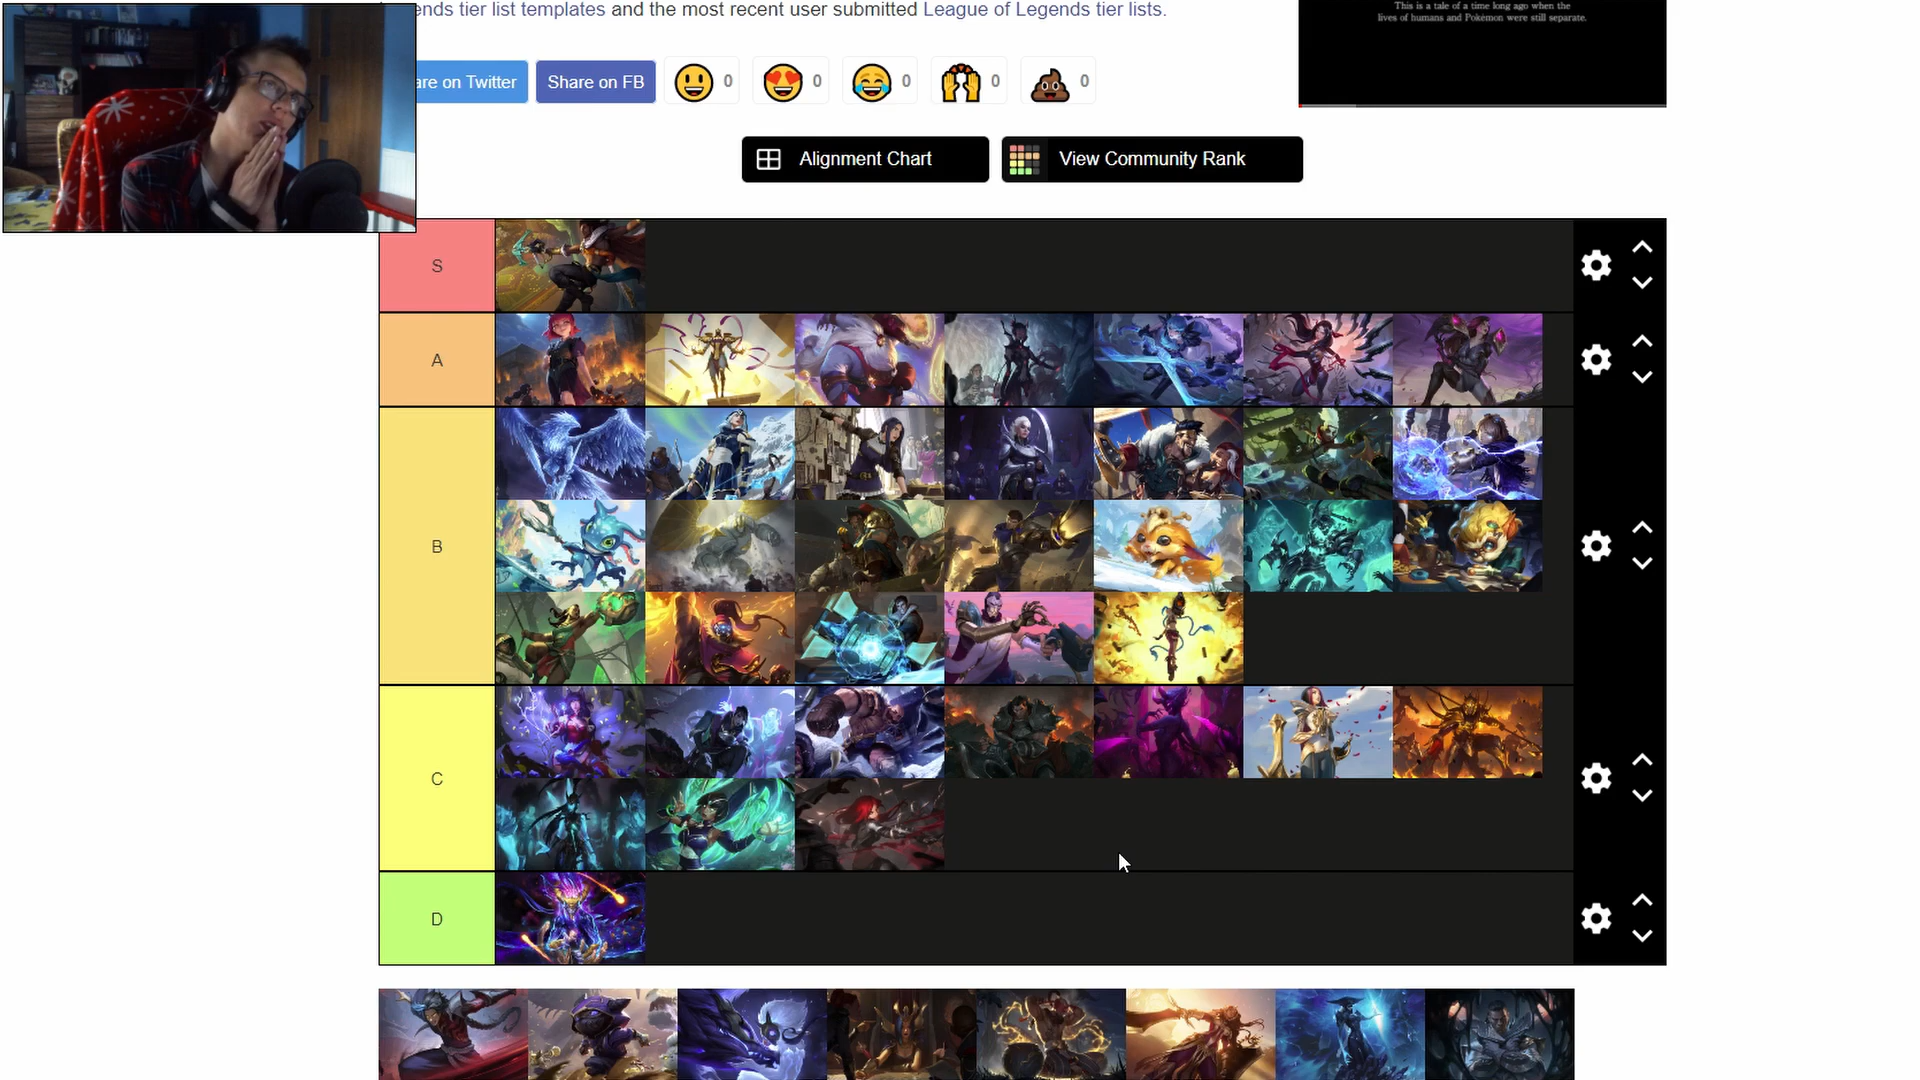 This is a tale of a time long ago when the
lives of humans and Pokémon were still separate.
ends tier list templates and the most recent user submitted League of Legends tier lists.
are on Twitter
Share on FB
0
0
0
0
0
Alignment Chart
View Community Rank
S
A
B
C
D